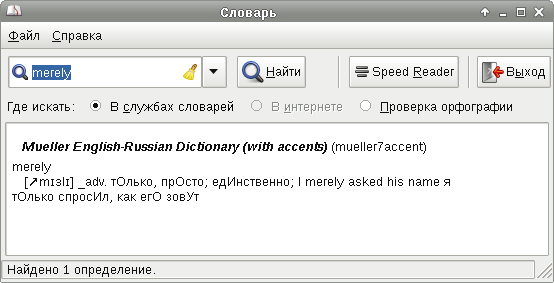 Словарь
Файл Справка
merely Найти Speed Reader Выход
Где искать: В службах словарей В интернете Проверка орфографии
Mueller English-Russian Dictionary (with accents) (mueller7accent)
merely
[↗mɪəlɪ] _adv. тОлько, прОсто; едИнственно; I merely asked his name я
тОлько спросИл, как егО зовУт
Найдено 1 определение.